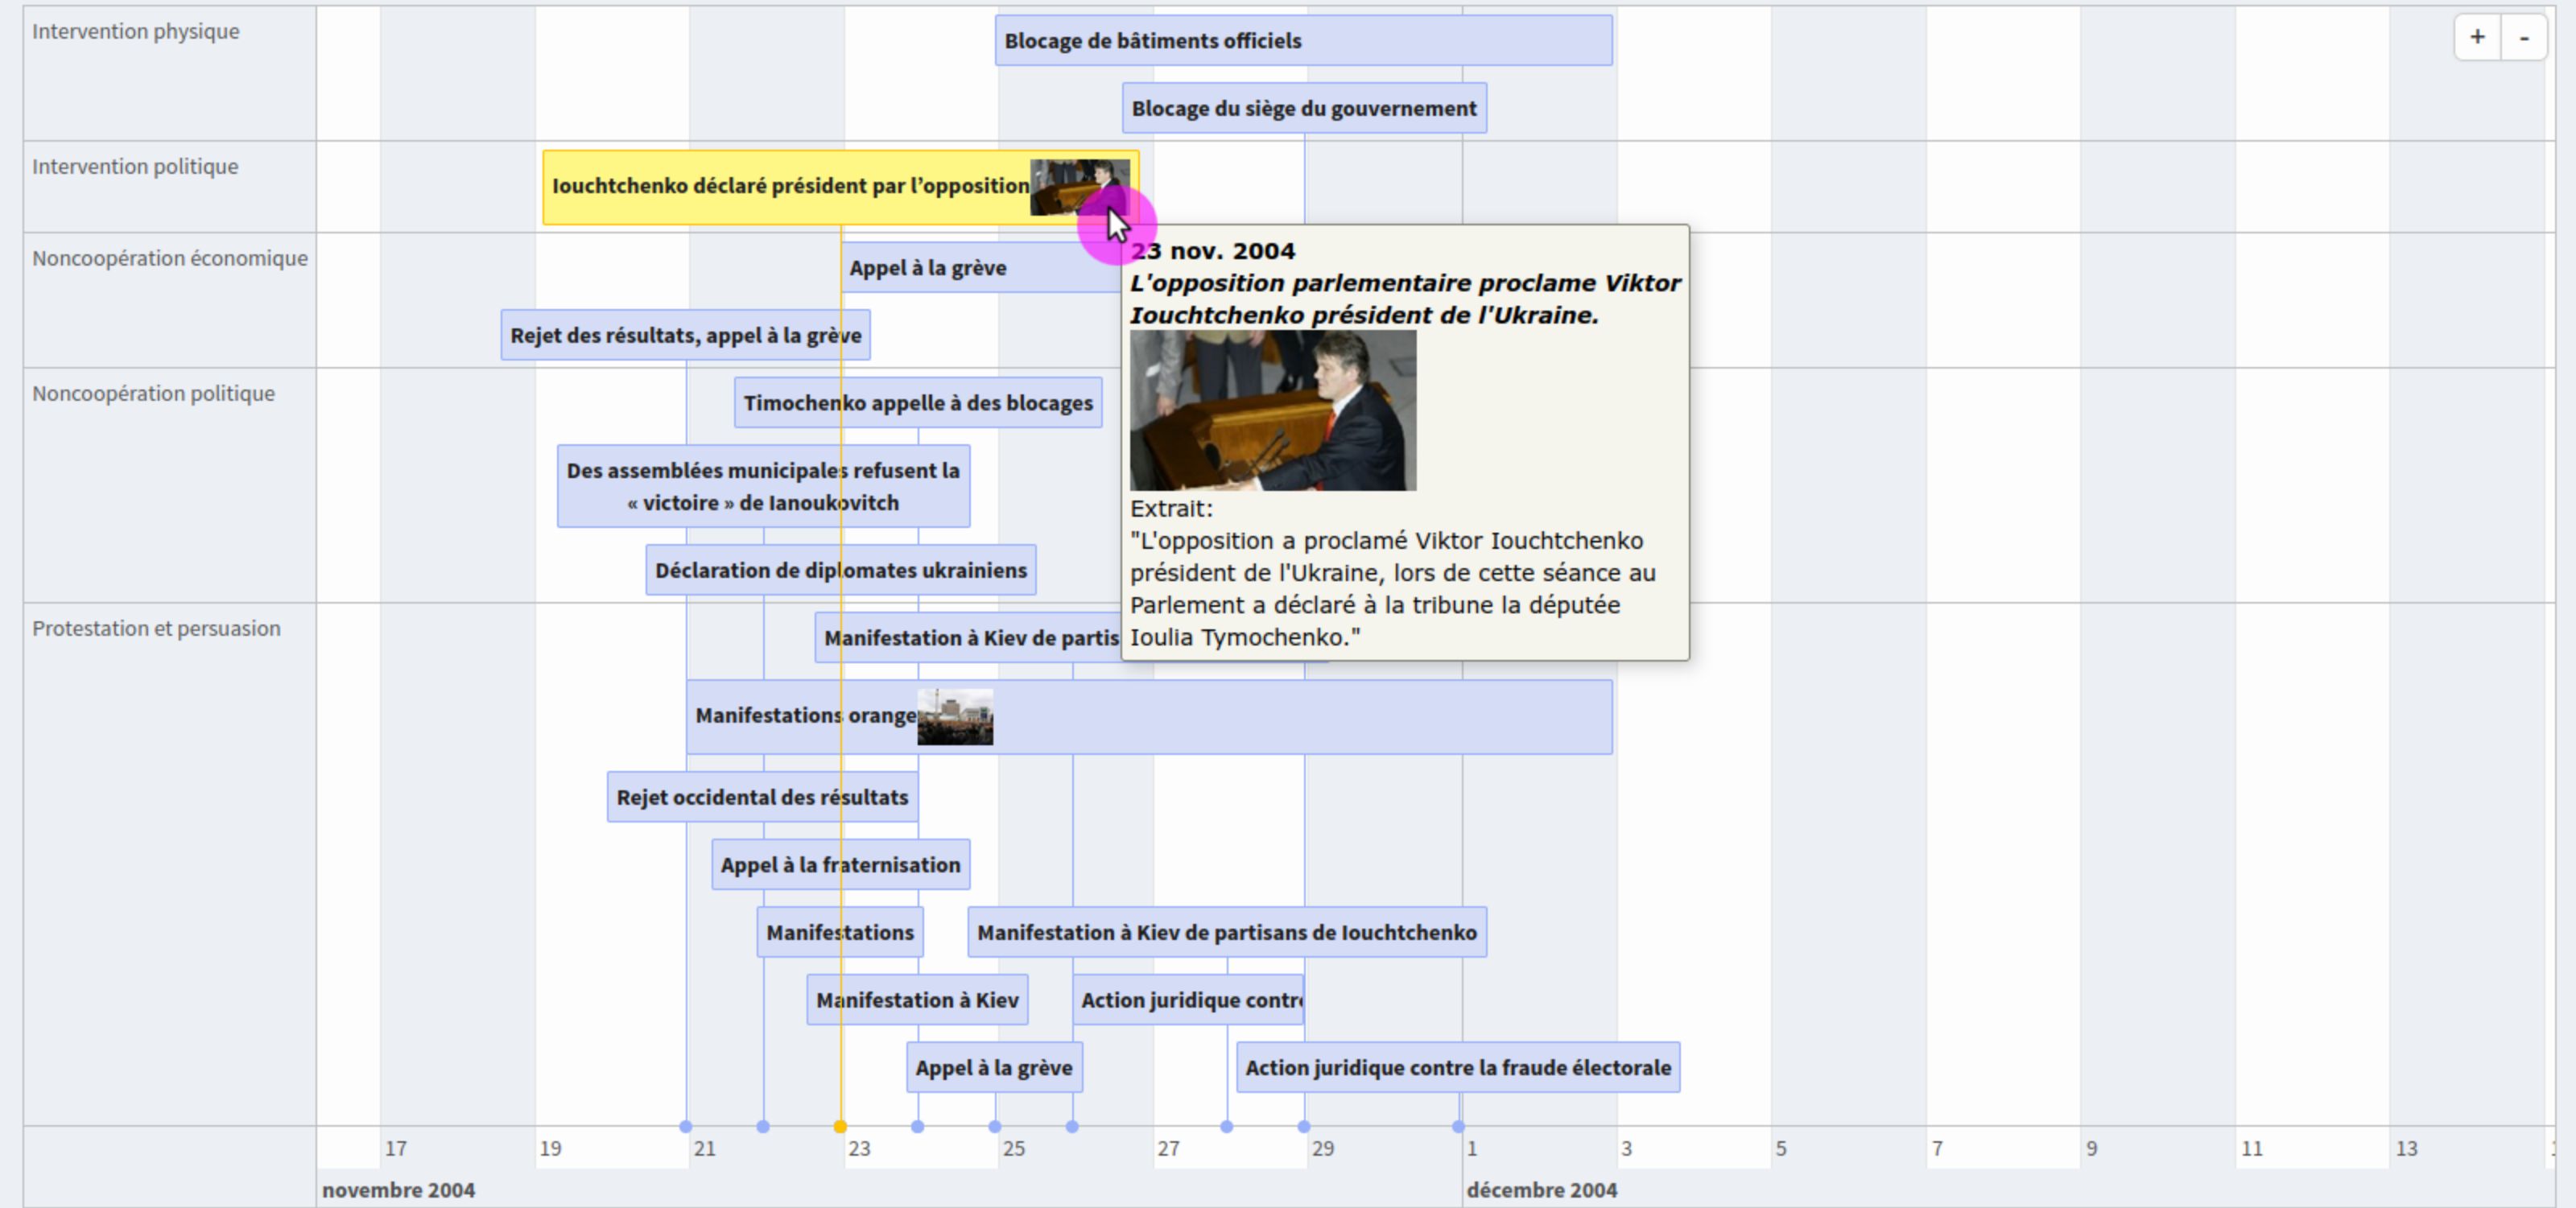 Intervention physique
Blocage de bâtiments officiels
+ -
Blocage du siège du gouvernement
Intervention politique
Iouchtchenko déclaré président par l’opposition
23 nov. 2004
L'opposition parlementaire proclame Viktor
Iouchtchenko président de l'Ukraine.
Extrait:
"L'opposition a proclamé Viktor Iouchtchenko
président de l'Ukraine, lors de cette séance au
Parlement a déclaré à la tribune la députée
Ioulia Tymochenko."
Noncoopération économique
Appel à la grève
Rejet des résultats, appel à la grève
Noncoopération politique
Timochenko appelle à des blocages
Des assemblées municipales refusent la
« victoire » de Ianoukovitch
Déclaration de diplomates ukrainiens
Protestation et persuasion
Manifestation à Kiev de partis
Manifestations orange
Rejet occidental des résultats
Appel à la fraternisation
Manifestations
Manifestation à Kiev de partisans de Iouchtchenko
Manifestation à Kiev
Action juridique contre
Appel à la grève
Action juridique contre la fraude électorale
17 19 21 23 25 27 29 1 3 5 7 9 11 13
novembre 2004
décembre 2004